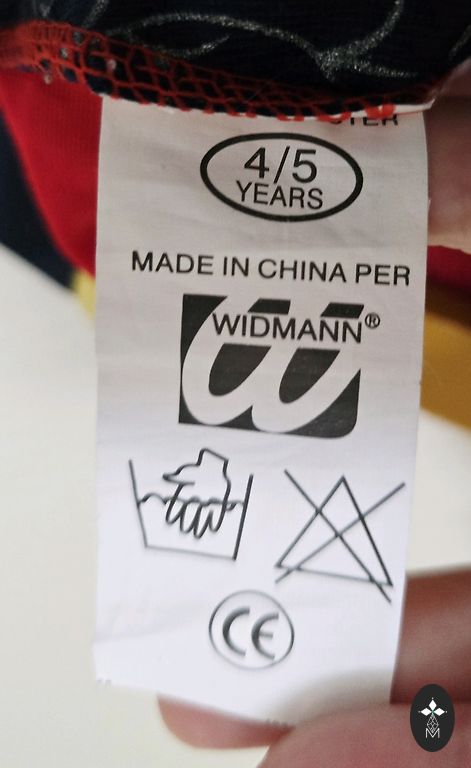 4/5
YEARS
MADE IN CHINA PER
WIDMANN®
CE
M